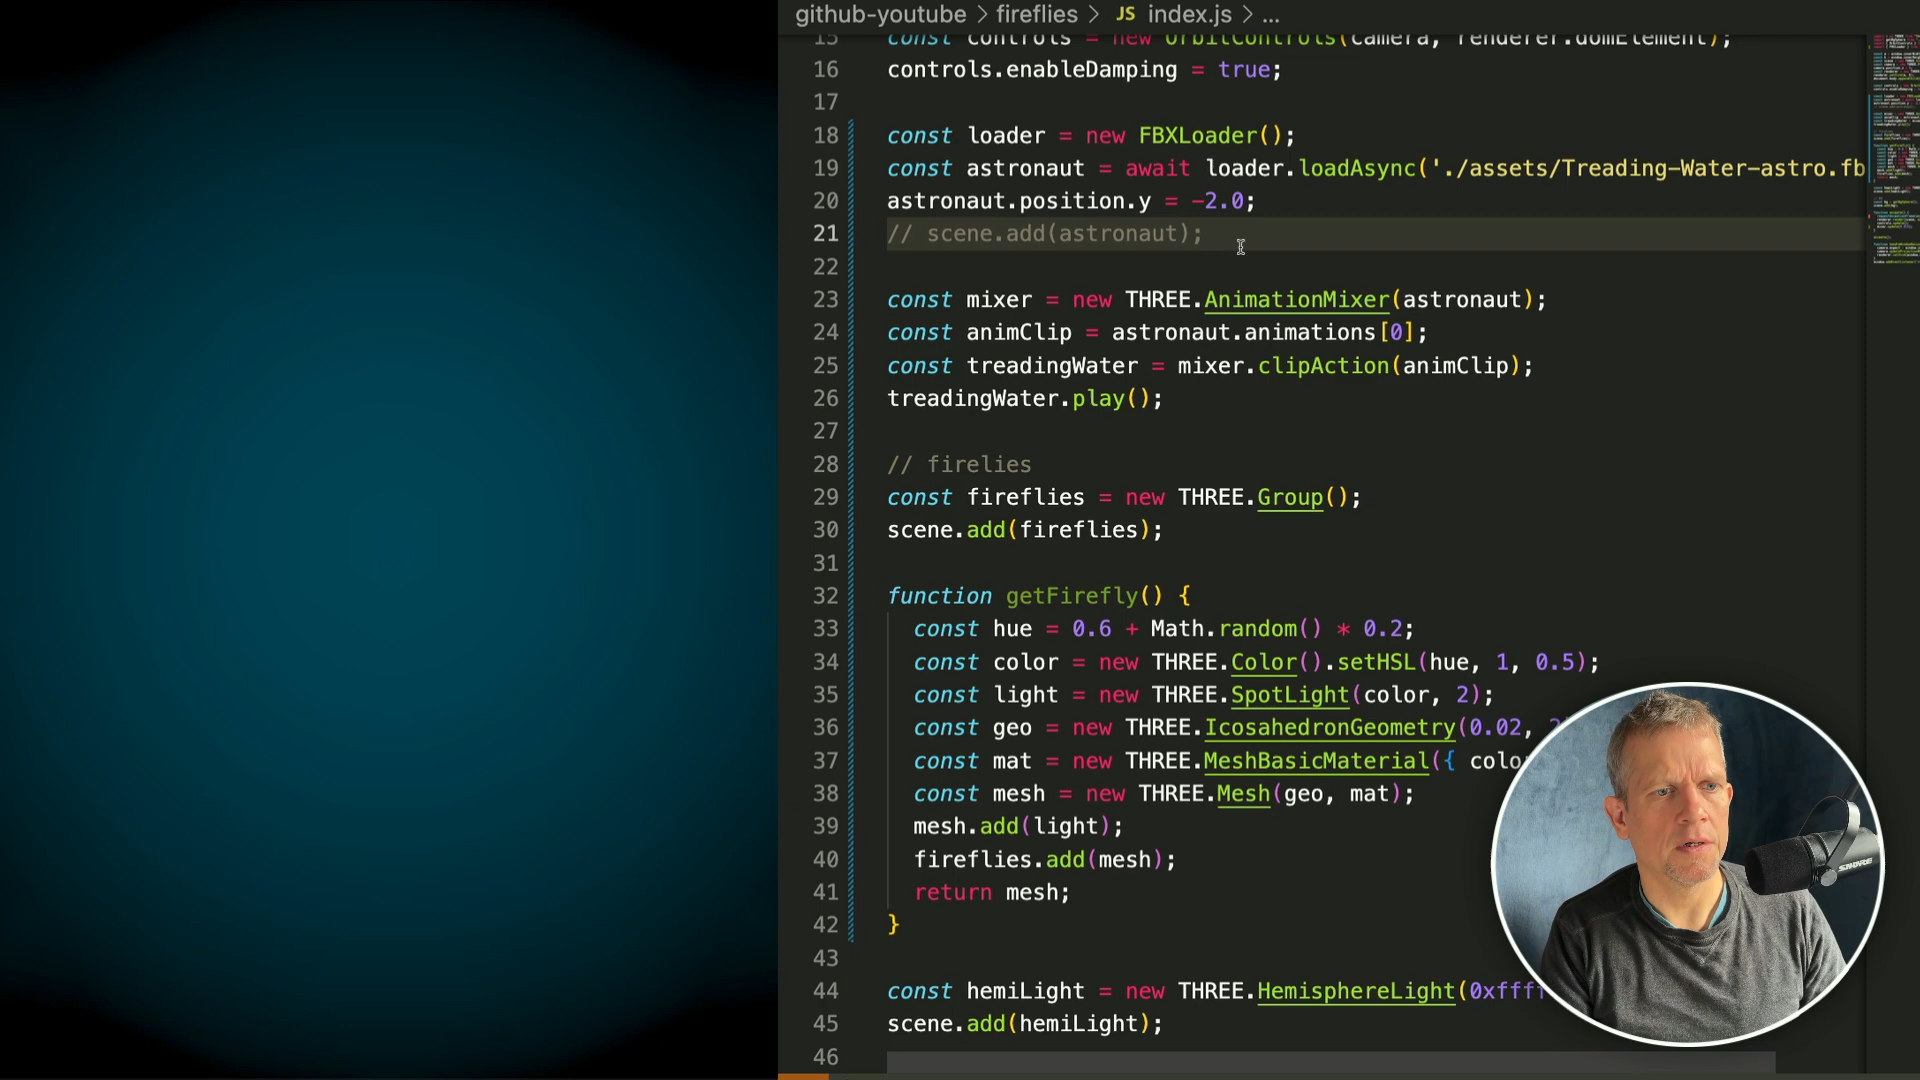 github-youtube > fireflies > JS index.js > ...
15 const controls = new OrbitControls(camera, renderer.domElement);
16 controls.enableDamping = true;
17
18 const loader = new FBXLoader();
19 const astronaut = await loader.loadAsync('./assets/Treading-Water-astro.fb
20 astronaut.position.y = -2.0;
21 // scene.add(astronaut);
22
23 const mixer = new THREE.AnimationMixer(astronaut);
24 const animClip = astronaut.animations[0];
25 const treadingWater = mixer.clipAction(animClip);
26 treadingWater.play();
27
28 // firelies
29 const fireflies = new THREE.Group();
30 scene.add(fireflies);
31
32 function getFirefly() {
33 const hue = 0.6 + Math.random() * 0.2;
34 const color = new THREE.Color().setHSL(hue, 1, 0.5);
35 const light = new THREE.SpotLight(color, 2);
36 const geo = new THREE.IcosahedronGeometry(0.02,
37 const mat = new THREE.MeshBasicMaterial({ colo
38 const mesh = new THREE.Mesh(geo, mat);
39 mesh.add(light);
40 fireflies.add(mesh);
41 return mesh;
42 }
43
44 const hemiLight = new THREE.HemisphereLight(0xfff
45 scene.add(hemiLight);
46
SHURE